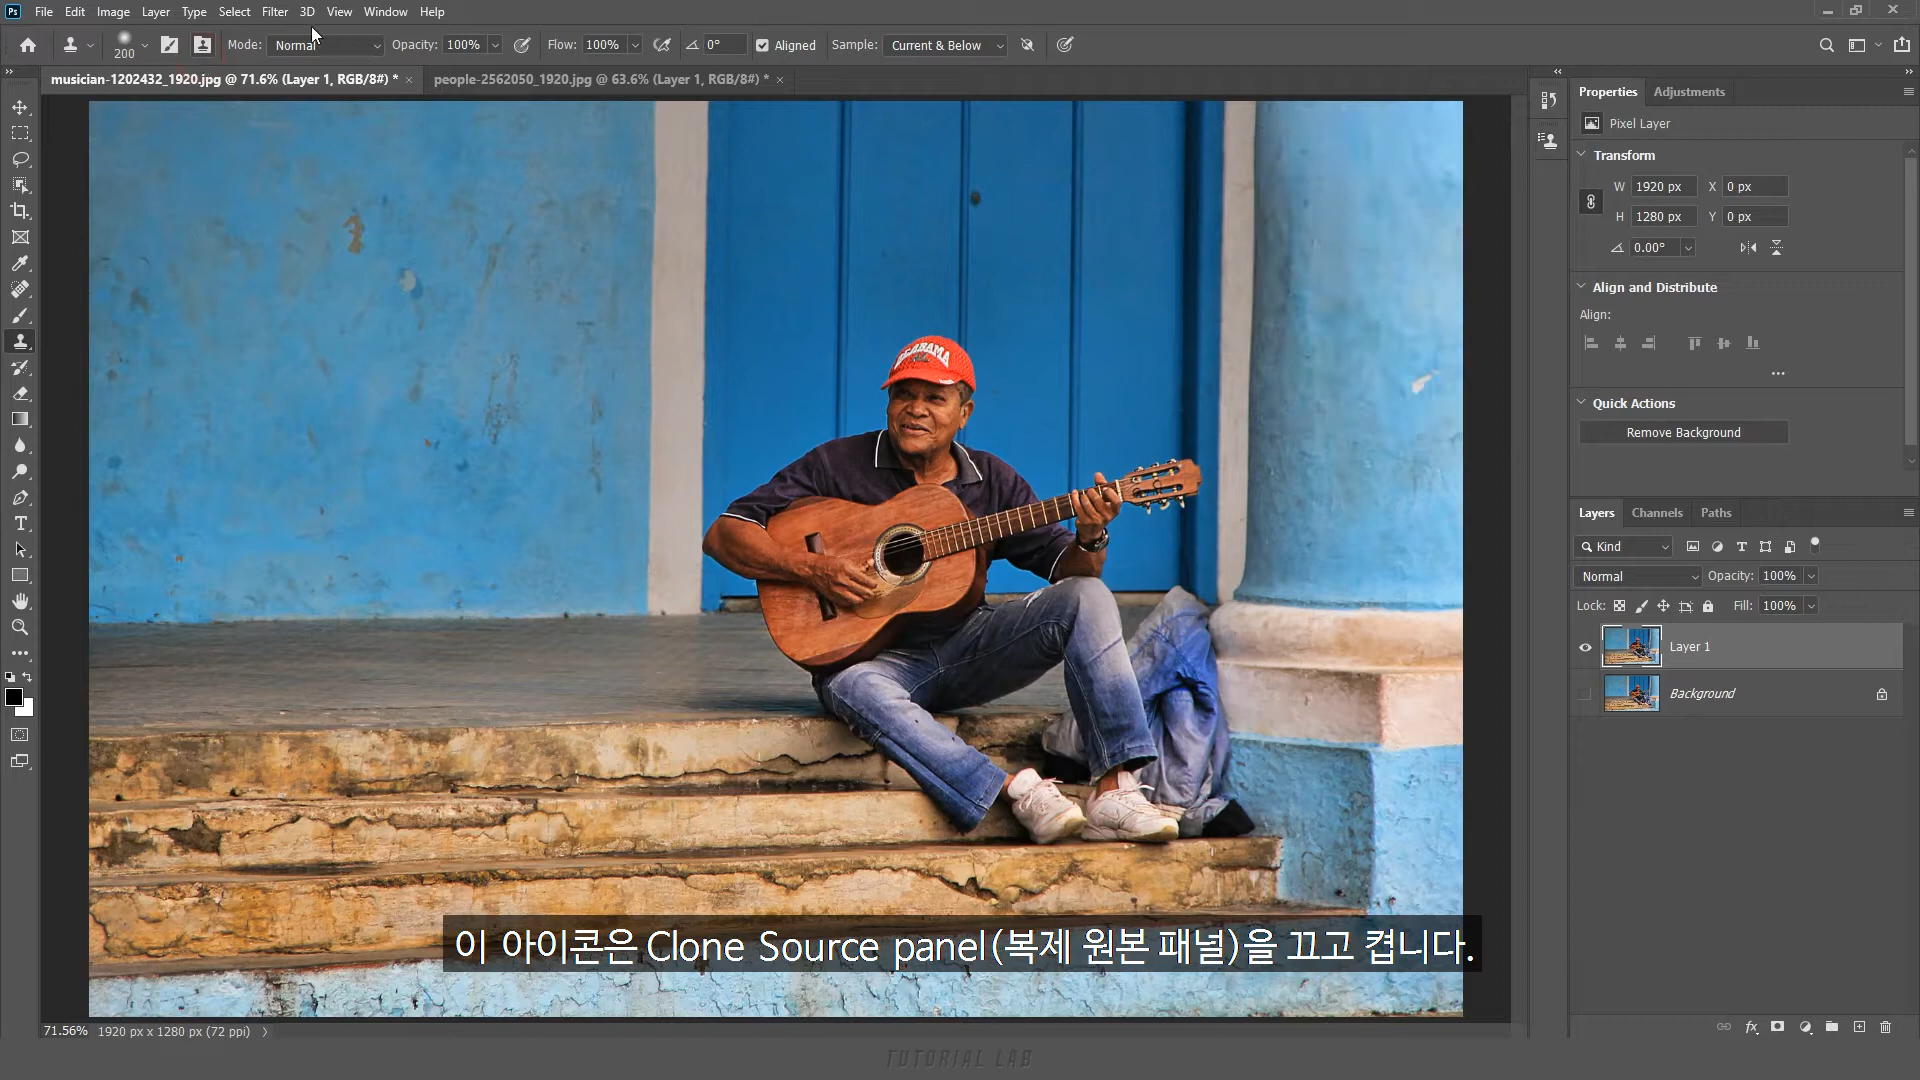 Ps File Edit Image Layer Type Select Filter 3D View Window Help
200 Mode: Normal Opacity: 100% Flow: 100% 0° Aligned Sample: Current & Below
musician-1202432_1920.jpg @ 71.6% (Layer 1, RGB/8#) * × people-2562050_1920.jpg @ 63.6% (Layer 1, RGB/8#) * ×
Properties Adjustments
Pixel Layer
Transform
W 1920 px X 0 px
H 1280 px Y 0 px
0.00°
Align and Distribute
Align:
Quick Actions
Remove Background
Layers Channels Paths
Kind
Normal Opacity: 100%
Lock: Fill: 100%
Layer 1
Background
이 아이콘은 Clone Source panel(복제 원본 패널)을 끄고 켭니다.
71.56% 1920 px x 1280 px (72 ppi)
TUTORIAL LAB